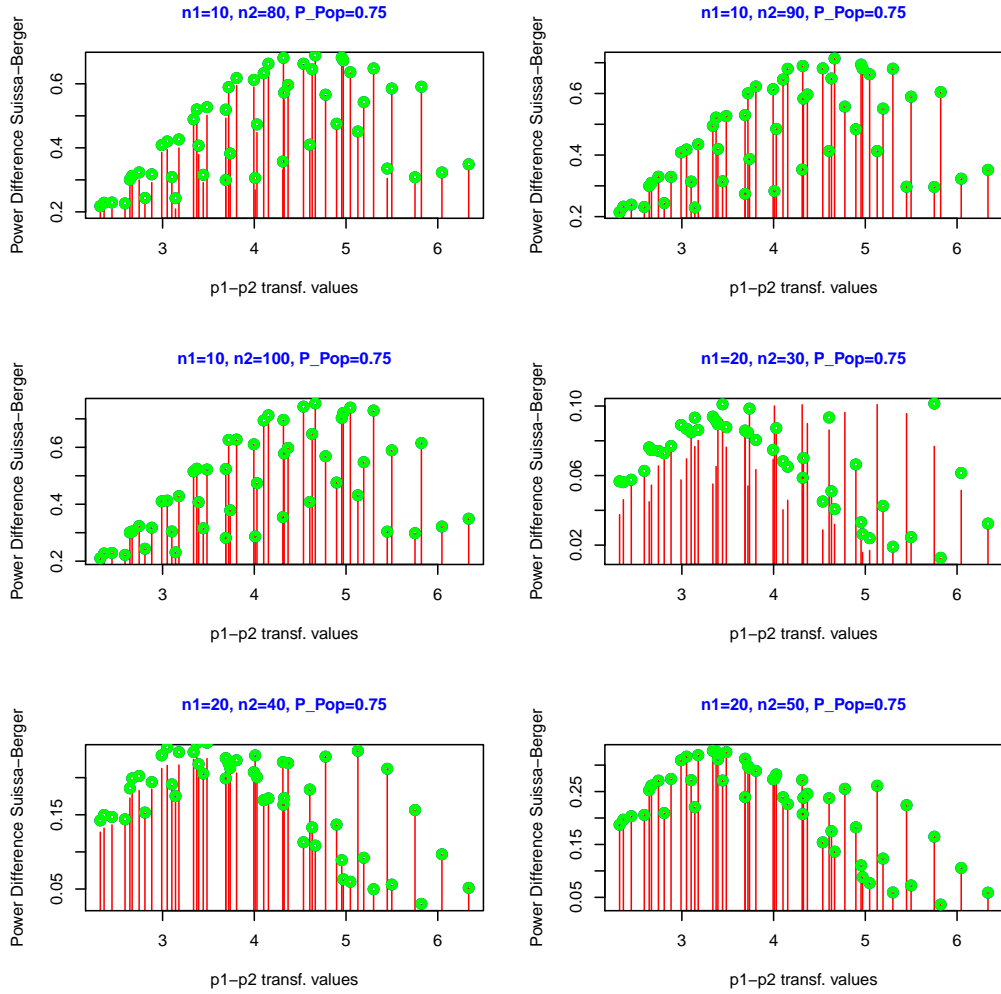 n1=10, n2=80, P_Pop=0.75
Power Difference Suissa−Berger
0.2 0.4 0.6
3 4 5 6
p1−p2 transf. values
n1=10, n2=90, P_Pop=0.75
Power Difference Suissa−Berger
0.2 0.4 0.6
3 4 5 6
p1−p2 transf. values
n1=10, n2=100, P_Pop=0.75
Power Difference Suissa−Berger
0.2 0.4 0.6
3 4 5 6
p1−p2 transf. values
n1=20, n2=30, P_Pop=0.75
Power Difference Suissa−Berger
0.02 0.06 0.10
3 4 5 6
p1−p2 transf. values
n1=20, n2=40, P_Pop=0.75
Power Difference Suissa−Berger
0.05 0.15
3 4 5 6
p1−p2 transf. values
n1=20, n2=50, P_Pop=0.75
Power Difference Suissa−Berger
0.05 0.15 0.25
3 4 5 6
p1−p2 transf. values